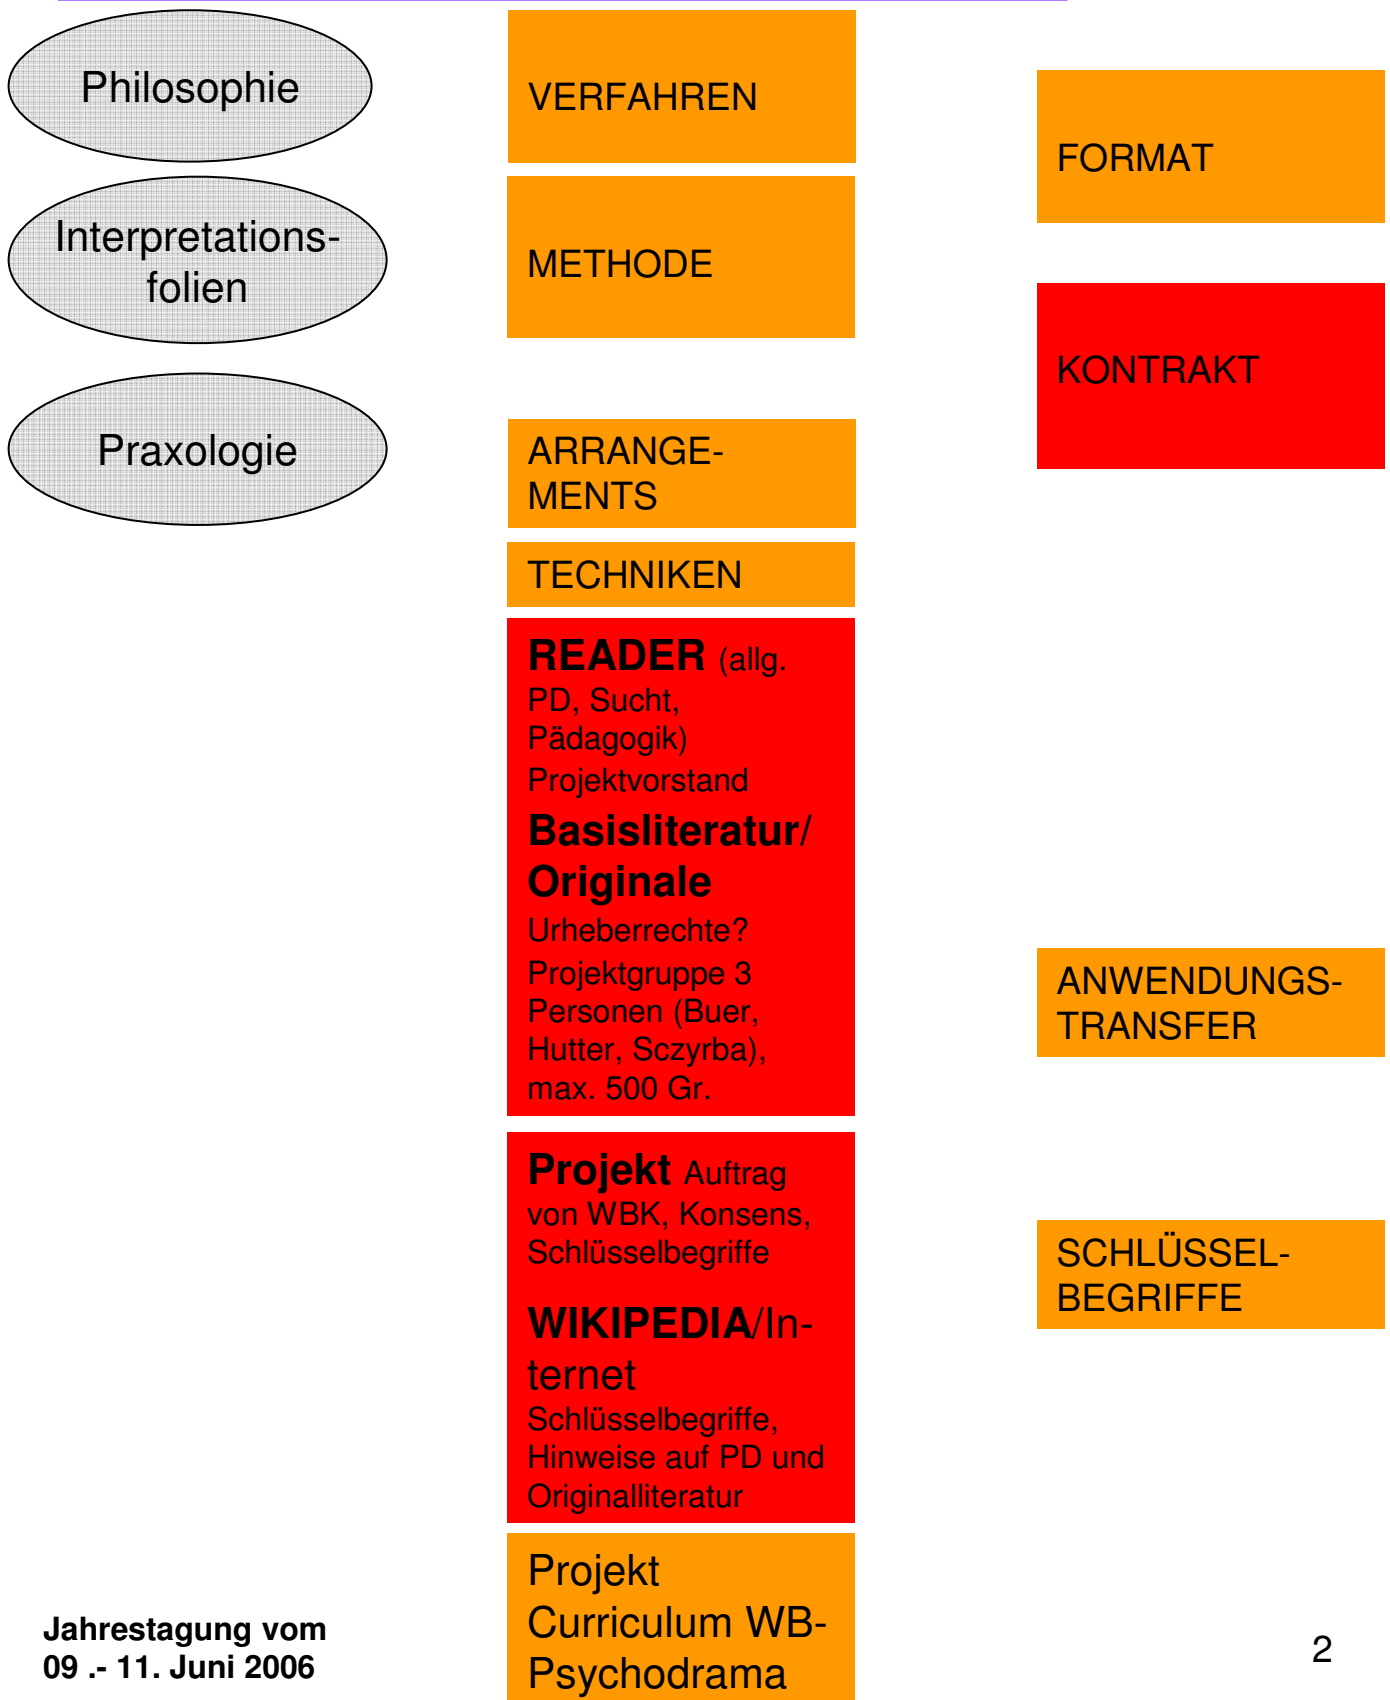 Philosophie
Interpretations-
folien
Praxologie
VERFAHREN
METHODE
ARRANGE-
MENTS
TECHNIKEN
READER (allg.
PD, Sucht,
Pädagogik)
Projektvorstand
Basisliteratur/
Originale
Urheberrechte?
Projektgruppe 3
Personen (Buer,
Hutter, Sczyrba),
max. 500 Gr.
Projekt Auftrag
von WBK, Konsens,
Schlüsselbegriffe
WIKIPEDIA/In-
ternet
Schlüsselbegriffe,
Hinweise auf PD und
Originalliteratur
Projekt
Curriculum WB-
Psychodrama
FORMAT
KONTRAKT
ANWENDUNGS-
TRANSFER
SCHLÜSSEL-
BEGRIFFE
Jahrestagung vom
09 .- 11. Juni 2006
2